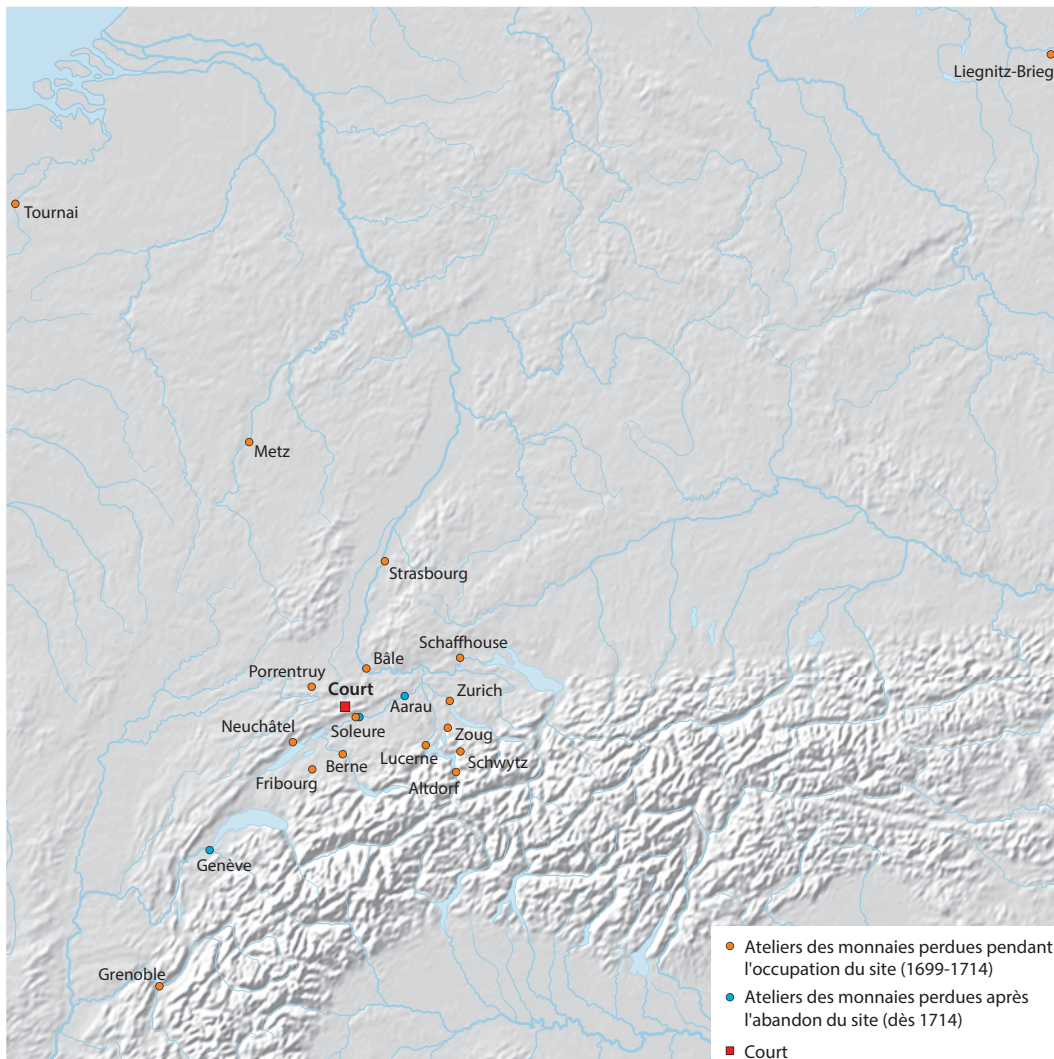 Liegnitz-Brieg
Tournai
Metz
Strasbourg
Schaffhouse
Bâle
Porrentruy
Court
Zurich
Aarau
Neuchâtel
Soleure
Zoug
Lucerne
Berne
Schwytz
Fribourg
Altdorf
Genève
Grenoble
Ateliers des monnaies perdues pendant
l'occupation du site (1699-1714)
Ateliers des monnaies perdues après
l'abandon du site (dès 1714)
Court